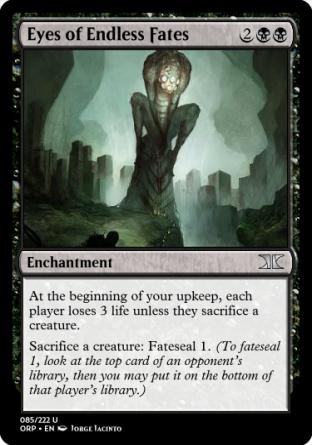 Eyes of Endless Fates 2
Enchantment
At the beginning of your upkeep, each
player loses 3 life unless they sacrifice a
creature.
Sacrifice a creature: Fateseal 1. (To fateseal
1, look at the top card of an opponent's
library, then you may put it on the bottom
of that player's library.)
085/222 U
ORP • EN Jorge Jacinto